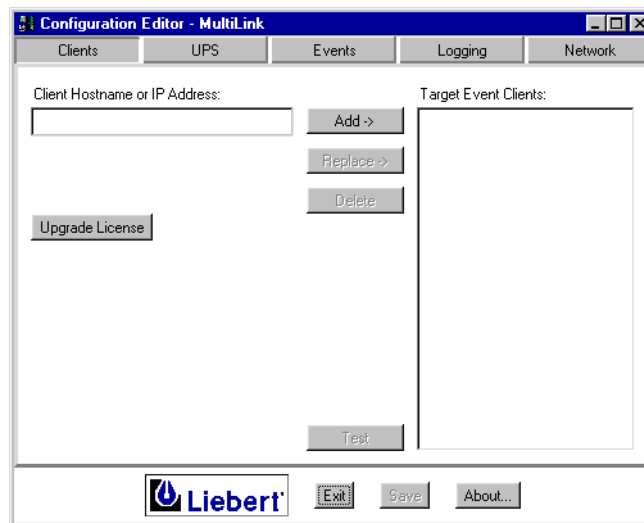 Configuration Editor - MultiLink
Clients UPS Events Logging Network
Client Hostname or IP Address: Target Event Clients:
Add ->
Replace ->
Delete
Upgrade License
Test
Liebert Exit Save About...